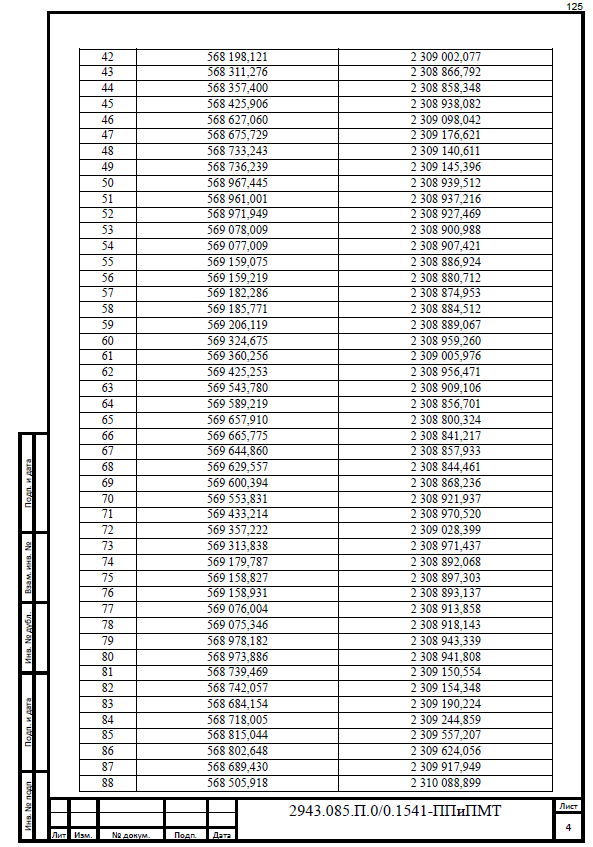 125
42 568 198,121 2 309 002,077
43 568 311,276 2 308 866,792
44 568 357,400 2 308 858,348
45 568 425,906 2 308 938,082
46 568 627,060 2 309 098,042
47 568 675,729 2 309 176,621
48 568 733,243 2 309 140,611
49 568 736,239 2 309 145,396
50 568 967,445 2 308 939,512
51 568 961,001 2 308 937,216
52 568 971,949 2 308 927,469
53 569 078,009 2 308 900,988
54 569 077,009 2 308 907,421
55 569 159,075 2 308 886,924
56 569 159,219 2 308 880,712
57 569 182,286 2 308 874,953
58 569 185,771 2 308 884,512
59 569 206,119 2 308 889,067
60 569 324,675 2 308 959,260
61 569 360,256 2 309 005,976
62 569 425,253 2 308 956,471
63 569 543,780 2 308 909,106
64 569 589,219 2 308 856,701
65 569 657,910 2 308 800,324
66 569 665,775 2 308 841,217
67 569 644,860 2 308 857,933
68 569 629,557 2 308 844,461
69 569 600,394 2 308 868,236
70 569 553,831 2 308 921,937
71 569 433,214 2 308 970,520
72 569 357,222 2 309 028,399
73 569 313,838 2 308 971,437
74 569 179,787 2 308 892,068
75 569 158,827 2 308 897,303
76 569 158,931 2 308 893,137
77 569 076,004 2 308 913,858
78 569 075,346 2 308 918,143
79 568 978,182 2 308 943,339
80 568 973,886 2 308 941,808
81 568 739,469 2 309 150,554
82 568 742,057 2 309 154,348
83 568 684,154 2 309 190,224
84 568 718,005 2 309 244,859
85 568 815,044 2 309 557,207
86 568 802,648 2 309 624,056
87 568 689,430 2 309 917,949
88 568 505,918 2 310 088,899
Подп. и дата
Взам. инв. №
Инв. № дубл.
Подп. и дата
Инв. № подл
Лит Изм. № докум. Подп. Дата
2943.085.П.0/0.1541-ППиПМТ
Лист
4